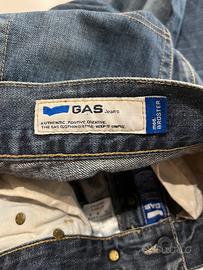 GAS Jeans
AUTHENTIC. POSITIVE. CREATIVE.
THE GAS CLOTHING STYLE - KEEP IT SIMPLE
mod.
BROSTER
GAS